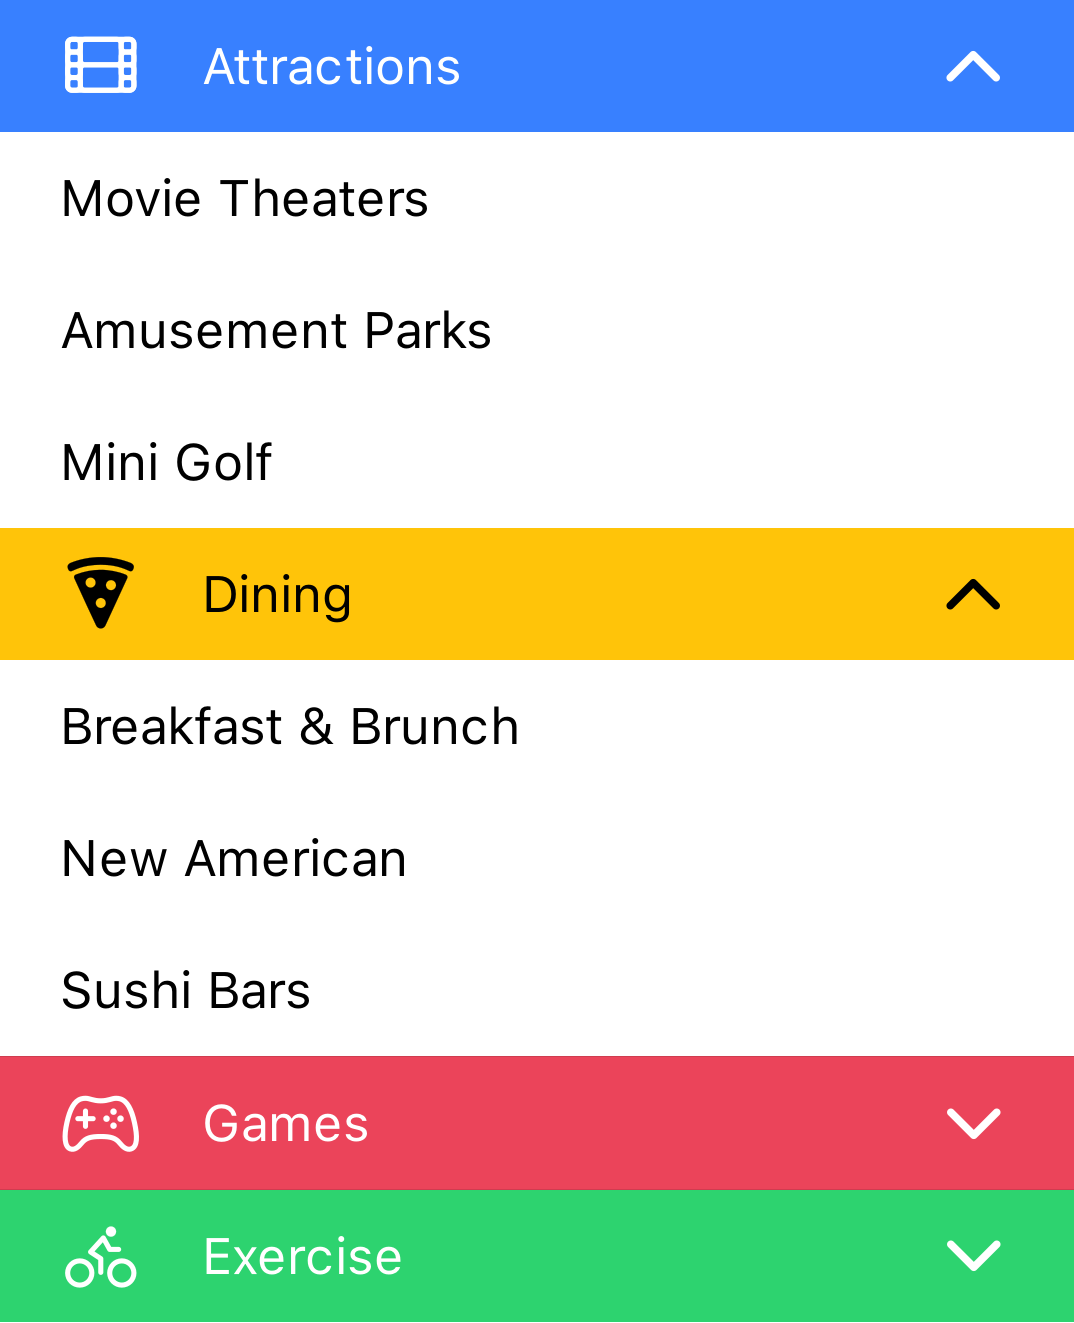 Attractions
Movie Theaters
Amusement Parks
Mini Golf
Dining
Breakfast & Brunch
New American
Sushi Bars
Games
Exercise